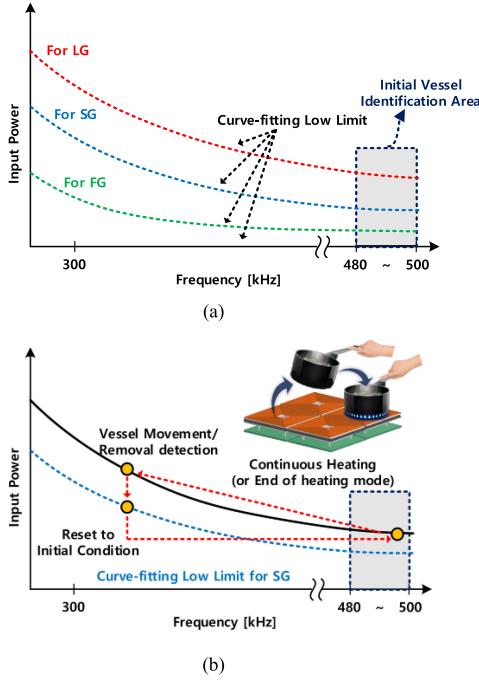 For LG
Initial Vessel
Identification Area
For SG
Curve-fitting Low Limit
For FG
Input Power
300
480
~
500
Frequency [kHz]
(a)
Vessel Movement/
Removal detection
Continuous Heating
(or End of heating mode)
Input Power
Reset to
Initial Condition
Curve-fitting Low Limit for SG
300
480
~
500
Frequency [kHz]
(b)